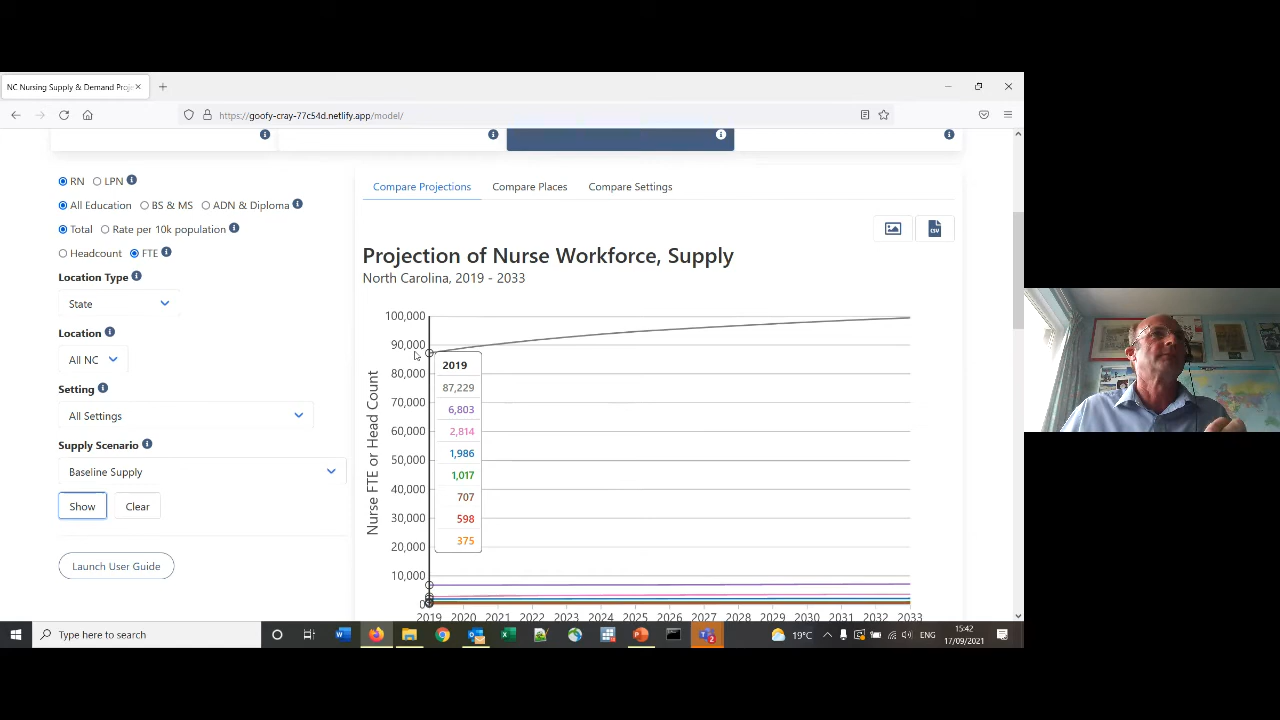 NC Nursing Supply & Demand Proj
https://goofy-cray-77c54d.netlify.app/model/
RN LPN
All Education BS & MS ADN & Diploma
Total Rate per 10k population
Headcount FTE
Location Type
State
Location
All NC
Setting
All Settings
Supply Scenario
Baseline Supply
Show Clear
Launch User Guide
Compare Projections Compare Places Compare Settings
CSV
Projection of Nurse Workforce, Supply
North Carolina, 2019 - 2033
Nurse FTE or Head Count
100,000
90,000
80,000
70,000
60,000
50,000
40,000
30,000
20,000
10,000
0
2019
87,229
6,803
2,814
1,986
1,017
707
598
375
2019 2020 2021 2022 2023 2024 2025 2026 2027 2028 2029 2030 2031 2032 2033
Type here to search
19°C
ENG
15:42
17/09/2021